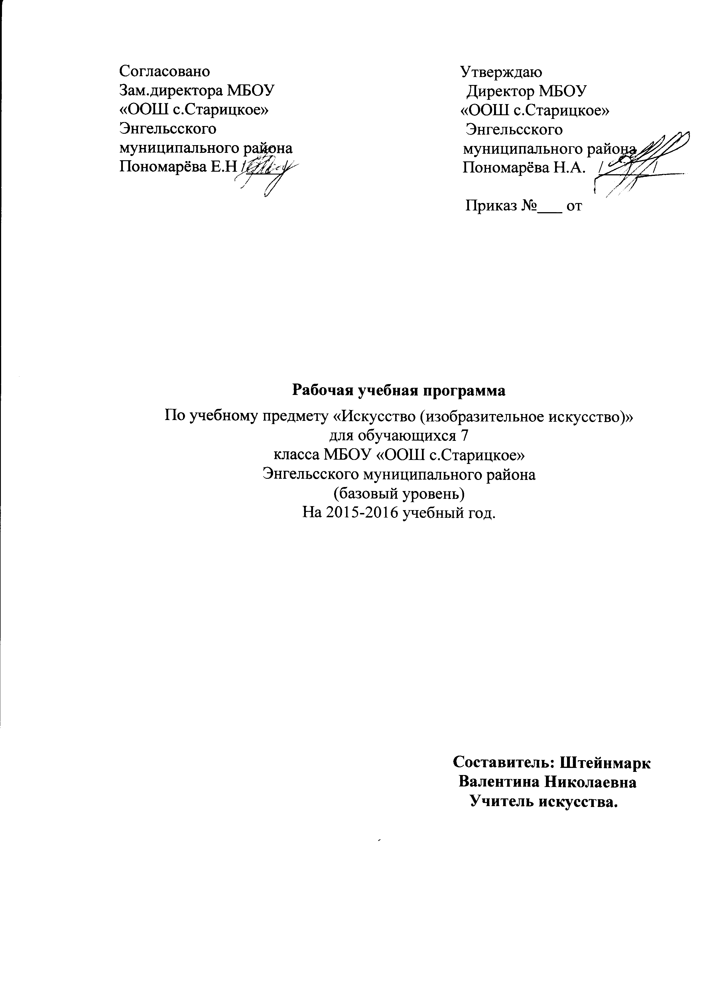 Согласовано
Зам.директора МБОУ
«ООШ с.Старицкое»
Энгельсского
муниципального района
Пономарёва Е.Н /
Утверждаю
Директор МБОУ
«ООШ с.Старицкое»
Энгельсского
муниципального района
Пономарёва Н.А. /________/
Приказ №___ от
Рабочая учебная программа
По учебному предмету «Искусство (изобразительное искусство)»
для обучающихся 7
класса МБОУ «ООШ с.Старицкое»
Энгельсского муниципального района
(базовый уровень)
На 2015-2016 учебный год.
Составитель: Штейнмарк
Валентина Николаевна
Учитель искусства.